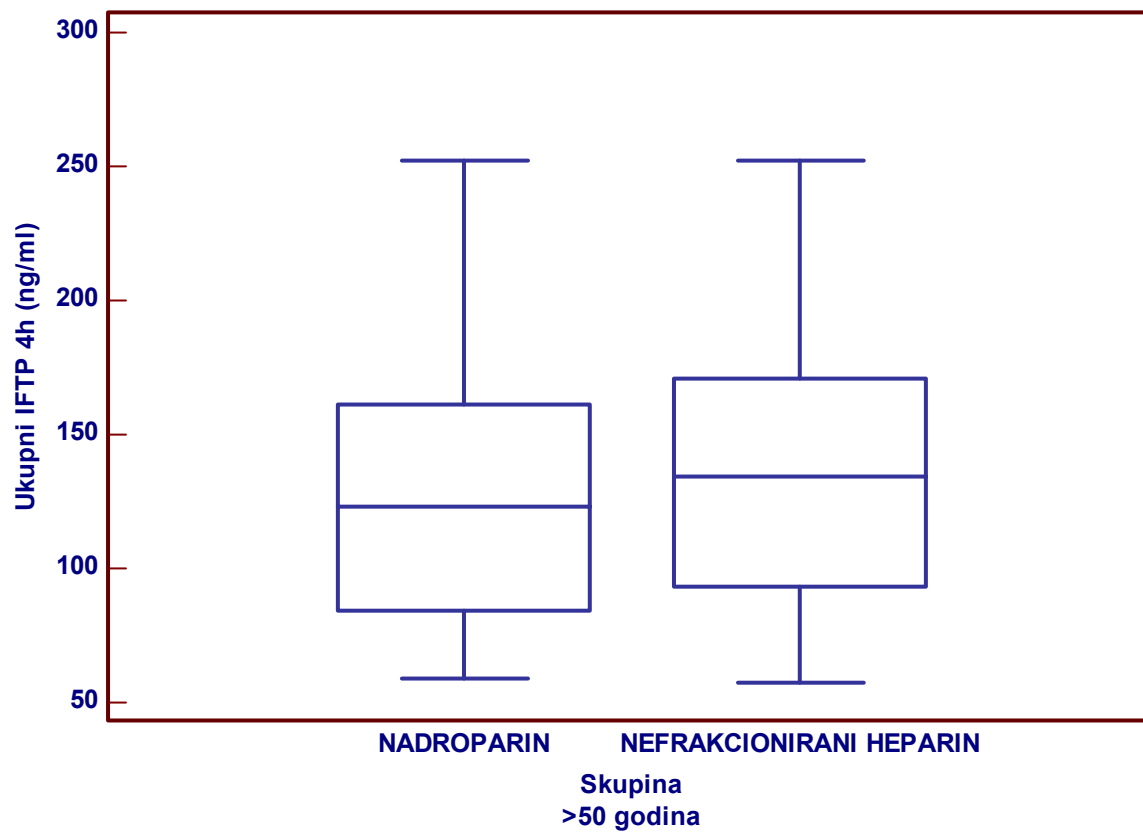 300
250
200
150
100
50
Ukupni IFTP 4h (ng/ml)
NADROPARIN
NEFRAKCIONIRANI HEPARIN
Skupina
>50 godina